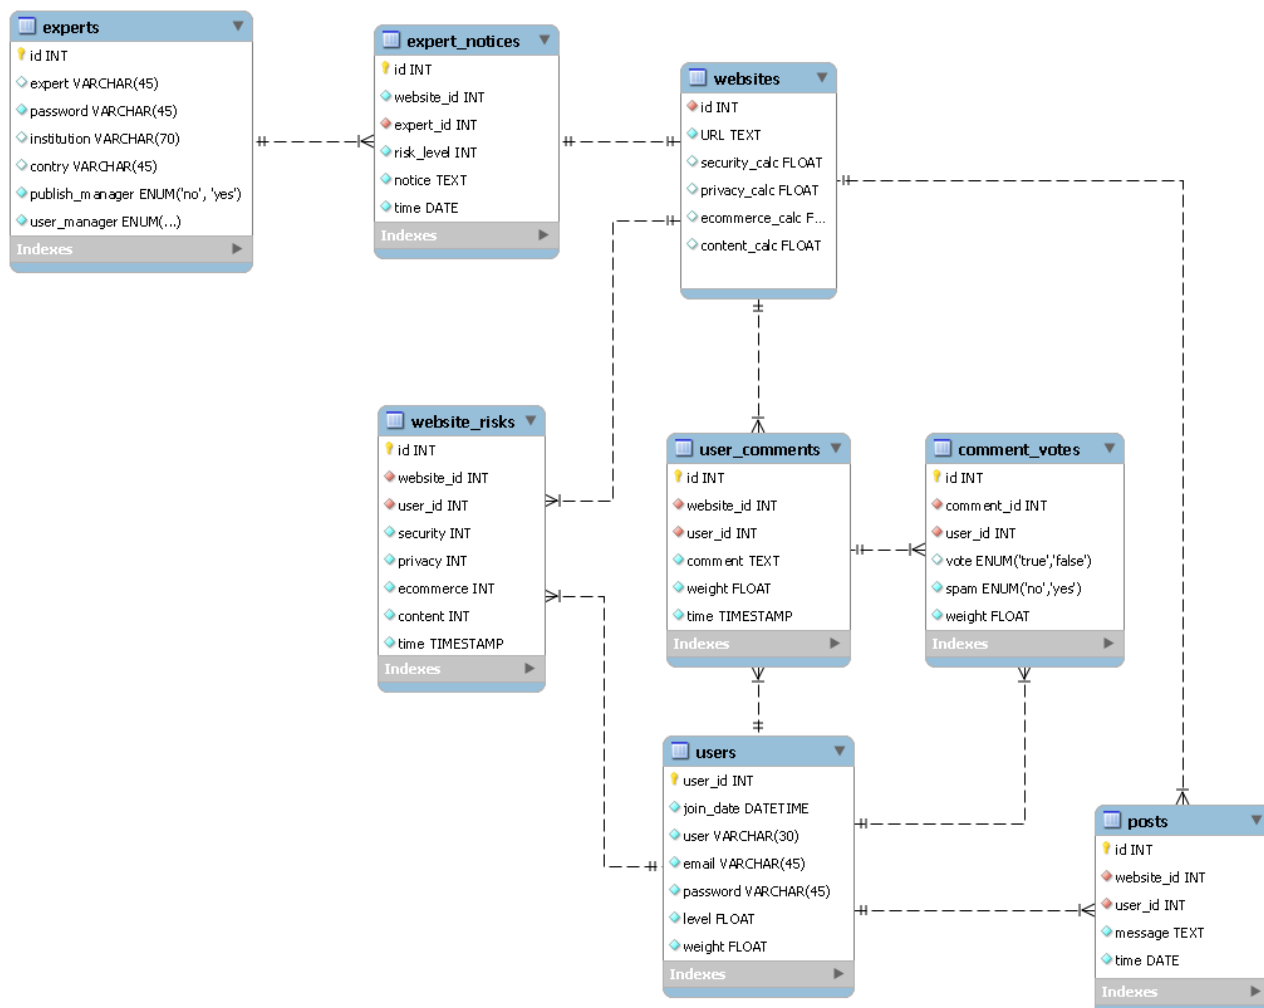 experts
id INT
expert VARCHAR(45)
password VARCHAR(45)
institution VARCHAR(70)
contry VARCHAR(45)
publish_manager ENUM('no', 'yes')
user_manager ENUM(...)
Indexes
expert_notices
id INT
website_id INT
expert_id INT
risk_level INT
notice TEXT
time DATE
Indexes
websites
id INT
URL TEXT
security_calc FLOAT
privacy_calc FLOAT
ecommerce_calc F...
content_calc FLOAT
website_risks
id INT
website_id INT
user_id INT
security INT
privacy INT
ecommerce INT
content INT
time TIMESTAMP
Indexes
user_comments
id INT
website_id INT
user_id INT
comment TEXT
weight FLOAT
time TIMESTAMP
Indexes
comment_votes
id INT
comment_id INT
user_id INT
vote ENUM('true','false')
spam ENUM('no','yes')
weight FLOAT
Indexes
users
user_id INT
join_date DATETIME
user VARCHAR(30)
email VARCHAR(45)
password VARCHAR(45)
level FLOAT
weight FLOAT
Indexes
posts
id INT
website_id INT
user_id INT
message TEXT
time DATE
Indexes